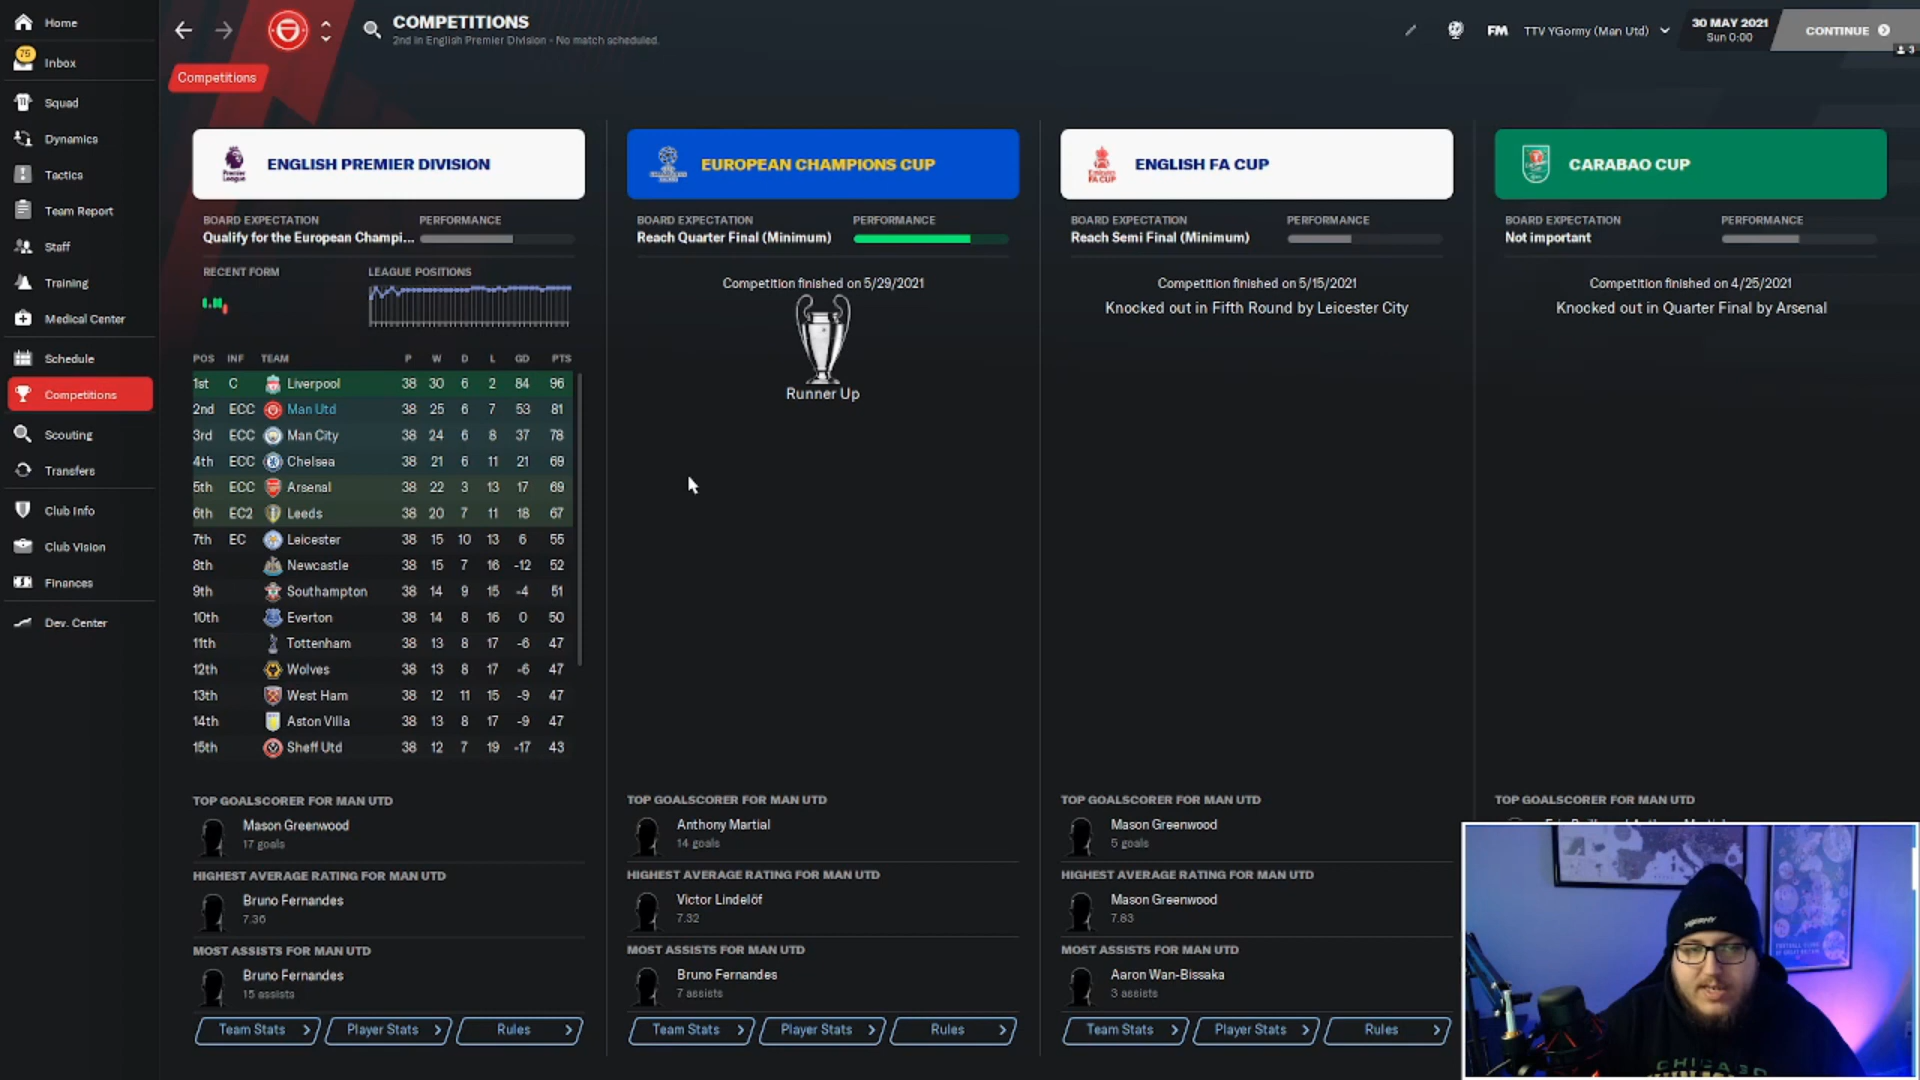 Home
75
Inbox
Squad
Dynamics
Tactics
Team Report
Staff
Training
Medical Center
Schedule
Competitions
Scouting
Transfers
Club Info
Club Vision
Finances
Dev. Center
COMPETITIONS
2nd in English Premier Division - No match scheduled.
FM
TTV YGormy (Man Utd)
30 MAY 2021
Sun 0:00
CONTINUE
3
Competitions
ENGLISH PREMIER DIVISION
BOARD EXPECTATION PERFORMANCE
Qualify for the European Champi...
RECENT FORM LEAGUE POSITIONS
POS INF TEAM P W D L GD PTS
1st C Liverpool 38 30 6 2 84 96
2nd ECC Man Utd 38 25 6 7 53 81
3rd ECC Man City 38 24 6 8 37 78
4th ECC Chelsea 38 21 6 11 21 69
5th ECC Arsenal 38 22 3 13 17 69
6th EC2 Leeds 38 20 7 11 18 67
7th EC Leicester 38 15 10 13 6 55
8th Newcastle 38 15 7 16 -12 52
9th Southampton 38 14 9 15 -4 51
10th Everton 38 14 8 16 0 50
11th Tottenham 38 13 8 17 -6 47
12th Wolves 38 13 8 17 -6 47
13th West Ham 38 12 11 15 -9 47
14th Aston Villa 38 13 8 17 -9 47
15th Sheff Utd 38 12 7 19 -17 43
TOP GOALSCORER FOR MAN UTD
Mason Greenwood
17 goals
HIGHEST AVERAGE RATING FOR MAN UTD
Bruno Fernandes
7.36
MOST ASSISTS FOR MAN UTD
Bruno Fernandes
15 assists
Team Stats Player Stats Rules
EUROPEAN CHAMPIONS CUP
BOARD EXPECTATION PERFORMANCE
Reach Quarter Final (Minimum)
Competition finished on 5/29/2021
Runner Up
TOP GOALSCORER FOR MAN UTD
Anthony Martial
14 goals
HIGHEST AVERAGE RATING FOR MAN UTD
Victor Lindelöf
7.32
MOST ASSISTS FOR MAN UTD
Bruno Fernandes
7 assists
Team Stats Player Stats Rules
Emirates
FA CUP
ENGLISH FA CUP
BOARD EXPECTATION PERFORMANCE
Reach Semi Final (Minimum)
Competition finished on 5/15/2021
Knocked out in Fifth Round by Leicester City
TOP GOALSCORER FOR MAN UTD
Mason Greenwood
5 goals
HIGHEST AVERAGE RATING FOR MAN UTD
Mason Greenwood
7.83
MOST ASSISTS FOR MAN UTD
Aaron Wan-Bissaka
3 assists
Team Stats Player Stats Rules
CARABAO CUP
BOARD EXPECTATION PERFORMANCE
Not important
Competition finished on 4/25/2021
Knocked out in Quarter Final by Arsenal
TOP GOALSCORER FOR MAN UTD
CHICAGO